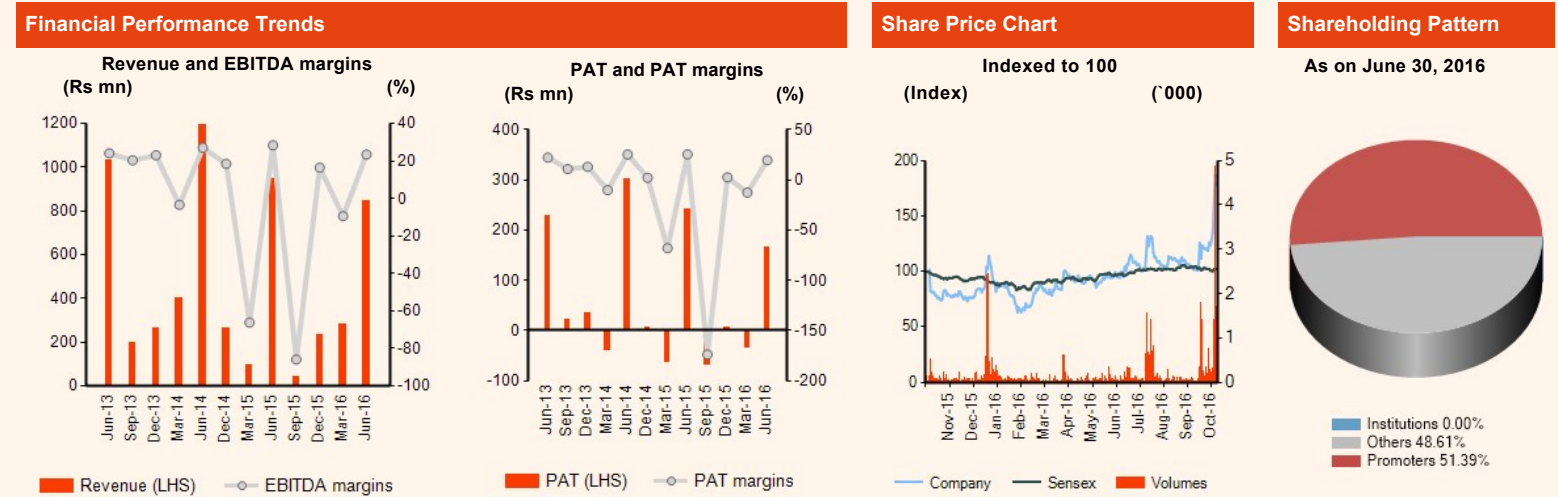 Financial Performance Trends
Revenue and EBITDA margins
(Rs mn) (%)
1200
1000
800
600
400
200
0
40
20
0
-20
-40
-60
-80
-100
Jun-13
Sep-13
Dec-13
Mar-14
Jun-14
Dec-14
Mar-15
Jun-15
Sep-15
Dec-15
Mar-16
Jun-16
Revenue (LHS) EBITDA margins
PAT and PAT margins
(Rs mn) (%)
400
300
200
100
0
-100
50
0
-50
-100
-150
-200
Jun-13
Sep-13
Dec-13
Mar-14
Jun-14
Dec-14
Mar-15
Jun-15
Sep-15
Dec-15
Mar-16
Jun-16
PAT (LHS) PAT margins
Share Price Chart
Indexed to 100
(Index) (`000)
200
150
100
50
0
5
4
3
2
1
0
Nov-15
Dec-15
Jan-16
Feb-16
Mar-16
Apr-16
May-16
Jun-16
Jul-16
Aug-16
Sep-16
Oct-16
Company Sensex Volumes
Shareholding Pattern
As on June 30, 2016
Institutions 0.00%
Others 48.61%
Promoters 51.39%